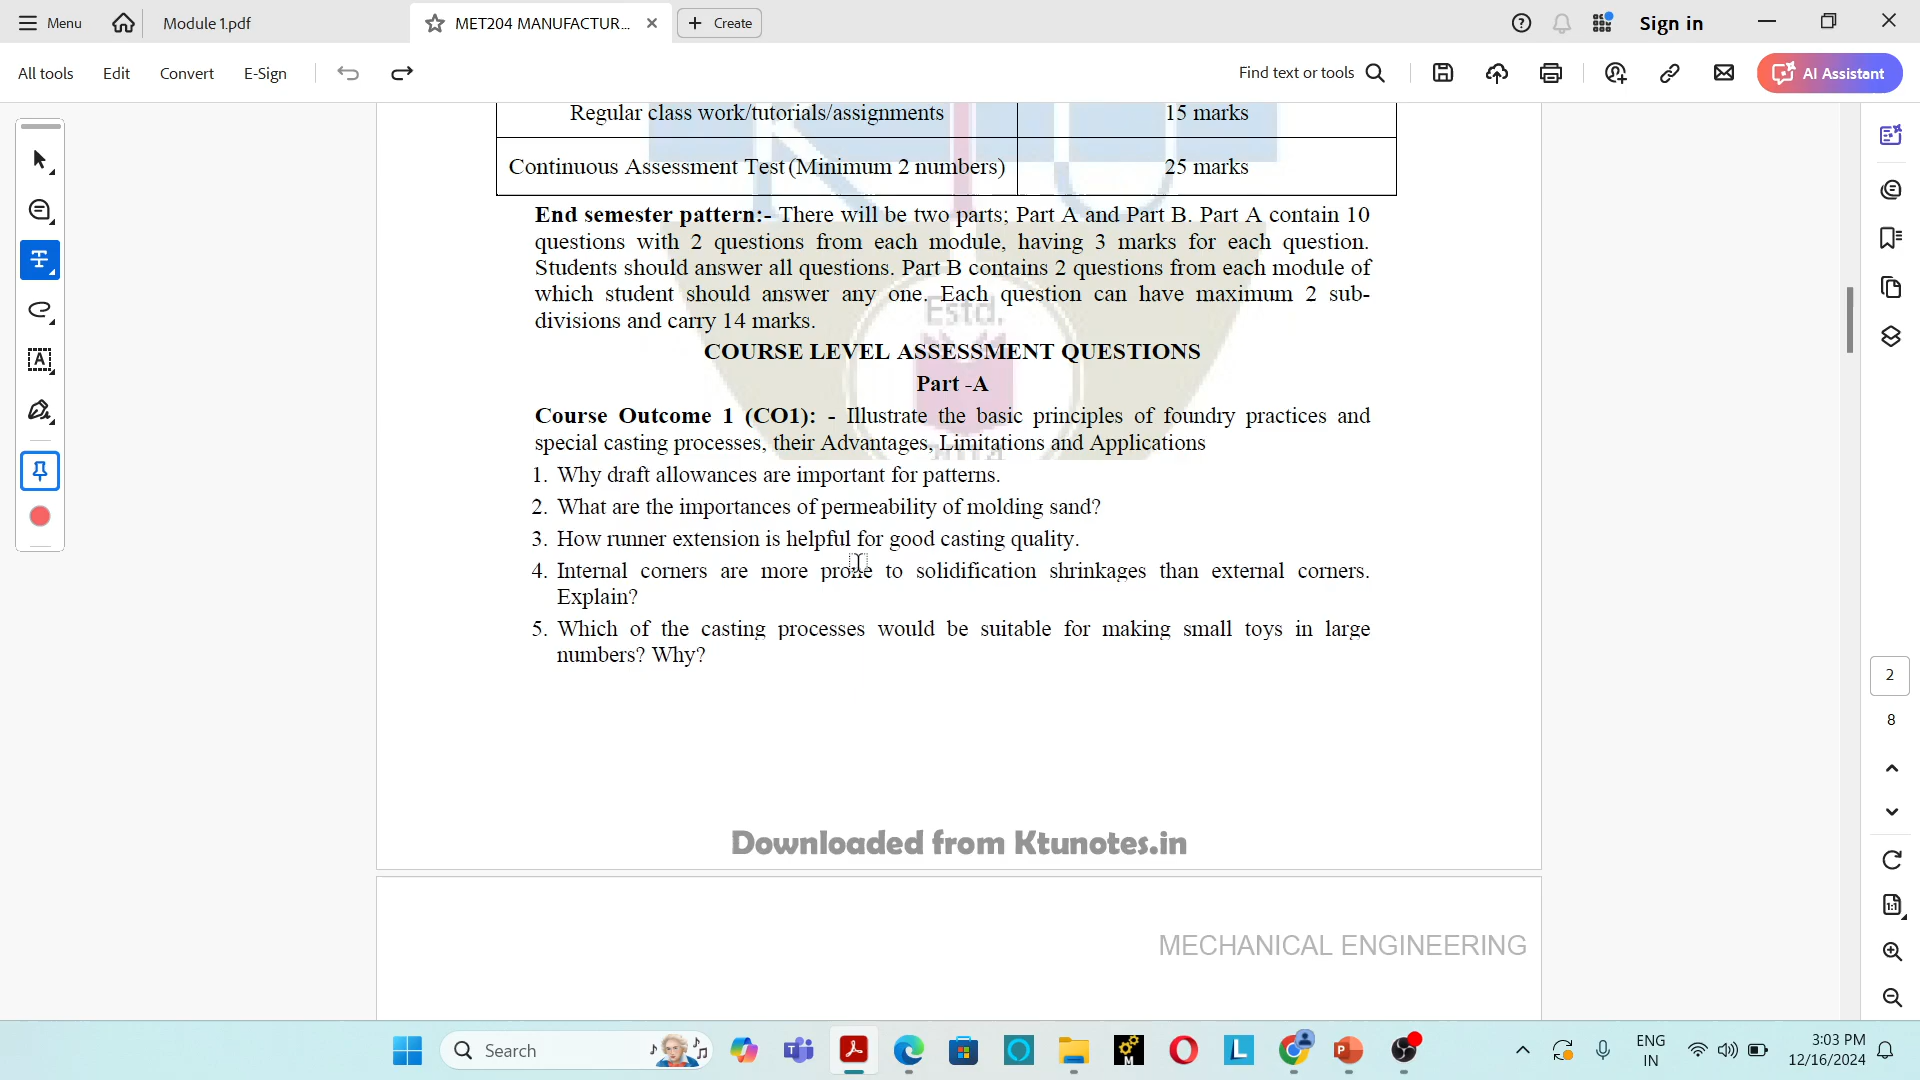 Menu
Module 1.pdf
MET204 MANUFACTUR...
Create
Sign in
All tools
Edit
Convert
E-Sign
Find text or tools
AI Assistant
Regular class work/tutorials/assignments
15 marks
Continuous Assessment Test (Minimum 2 numbers)
25 marks
End semester pattern:- There will be two parts; Part A and Part B. Part A contain 10
questions with 2 questions from each module, having 3 marks for each question.
Students should answer all questions. Part B contains 2 questions from each module of
which student should answer any one. Each question can have maximum 2 sub-
divisions and carry 14 marks.
Estd.
2014
COURSE LEVEL ASSESSMENT QUESTIONS
Part -A
Course Outcome 1 (CO1): - Illustrate the basic principles of foundry practices and
special casting processes, their Advantages, Limitations and Applications
1. Why draft allowances are important for patterns.
2. What are the importances of permeability of molding sand?
3. How runner extension is helpful for good casting quality.
4. Internal corners are more prone to solidification shrinkages than external corners.
Explain?
5. Which of the casting processes would be suitable for making small toys in large
numbers? Why?
Downloaded from Ktunotes.in
MECHANICAL ENGINEERING
2
8
Search
ENG
IN
3:03 PM
12/16/2024